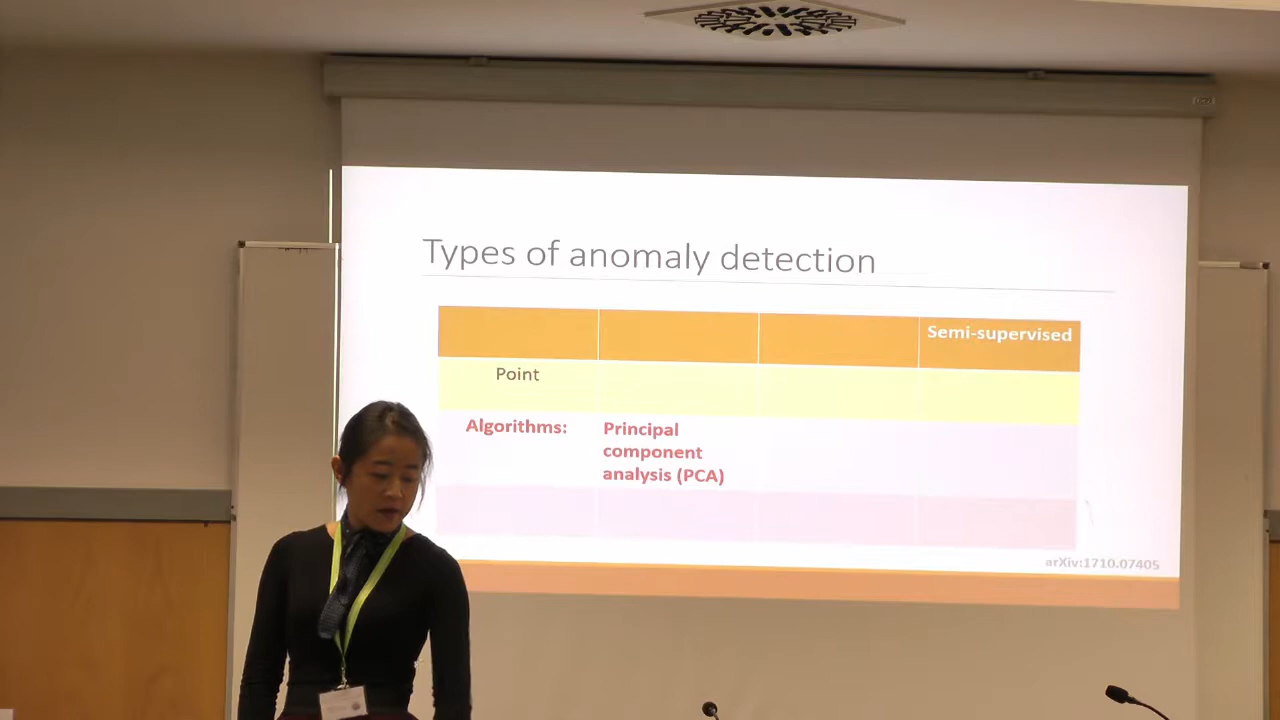 Types of anomaly detection
Semi-supervised
Point
Algorithms:
Principal
component
analysis (PCA)
arXiv:1710.07405